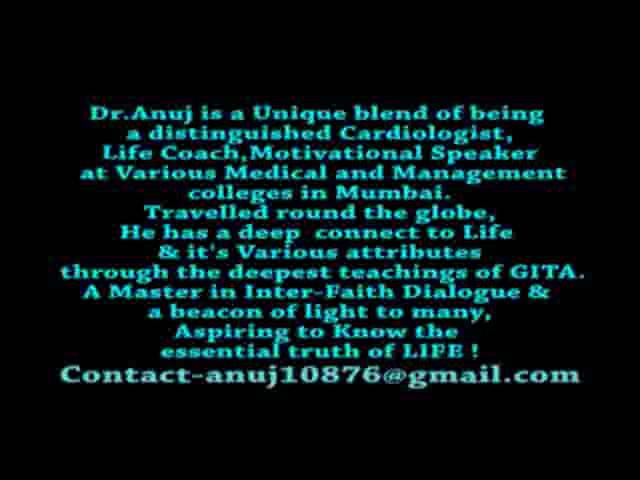 Dr.Anuj is a Unique blend of being
a distinguished Cardiologist,
Life Coach,Motivational Speaker
at Various Medical and Management
colleges in Mumbai.
Travelled round the globe,
He has a deep connect to Life
& it's Various attributes
through the deepest teachings of GITA.
A Master in Inter-Faith Dialogue &
a beacon of light to many,
Aspiring to Know the
essential truth of LIFE !
Contact-anuj10876@gmail.com